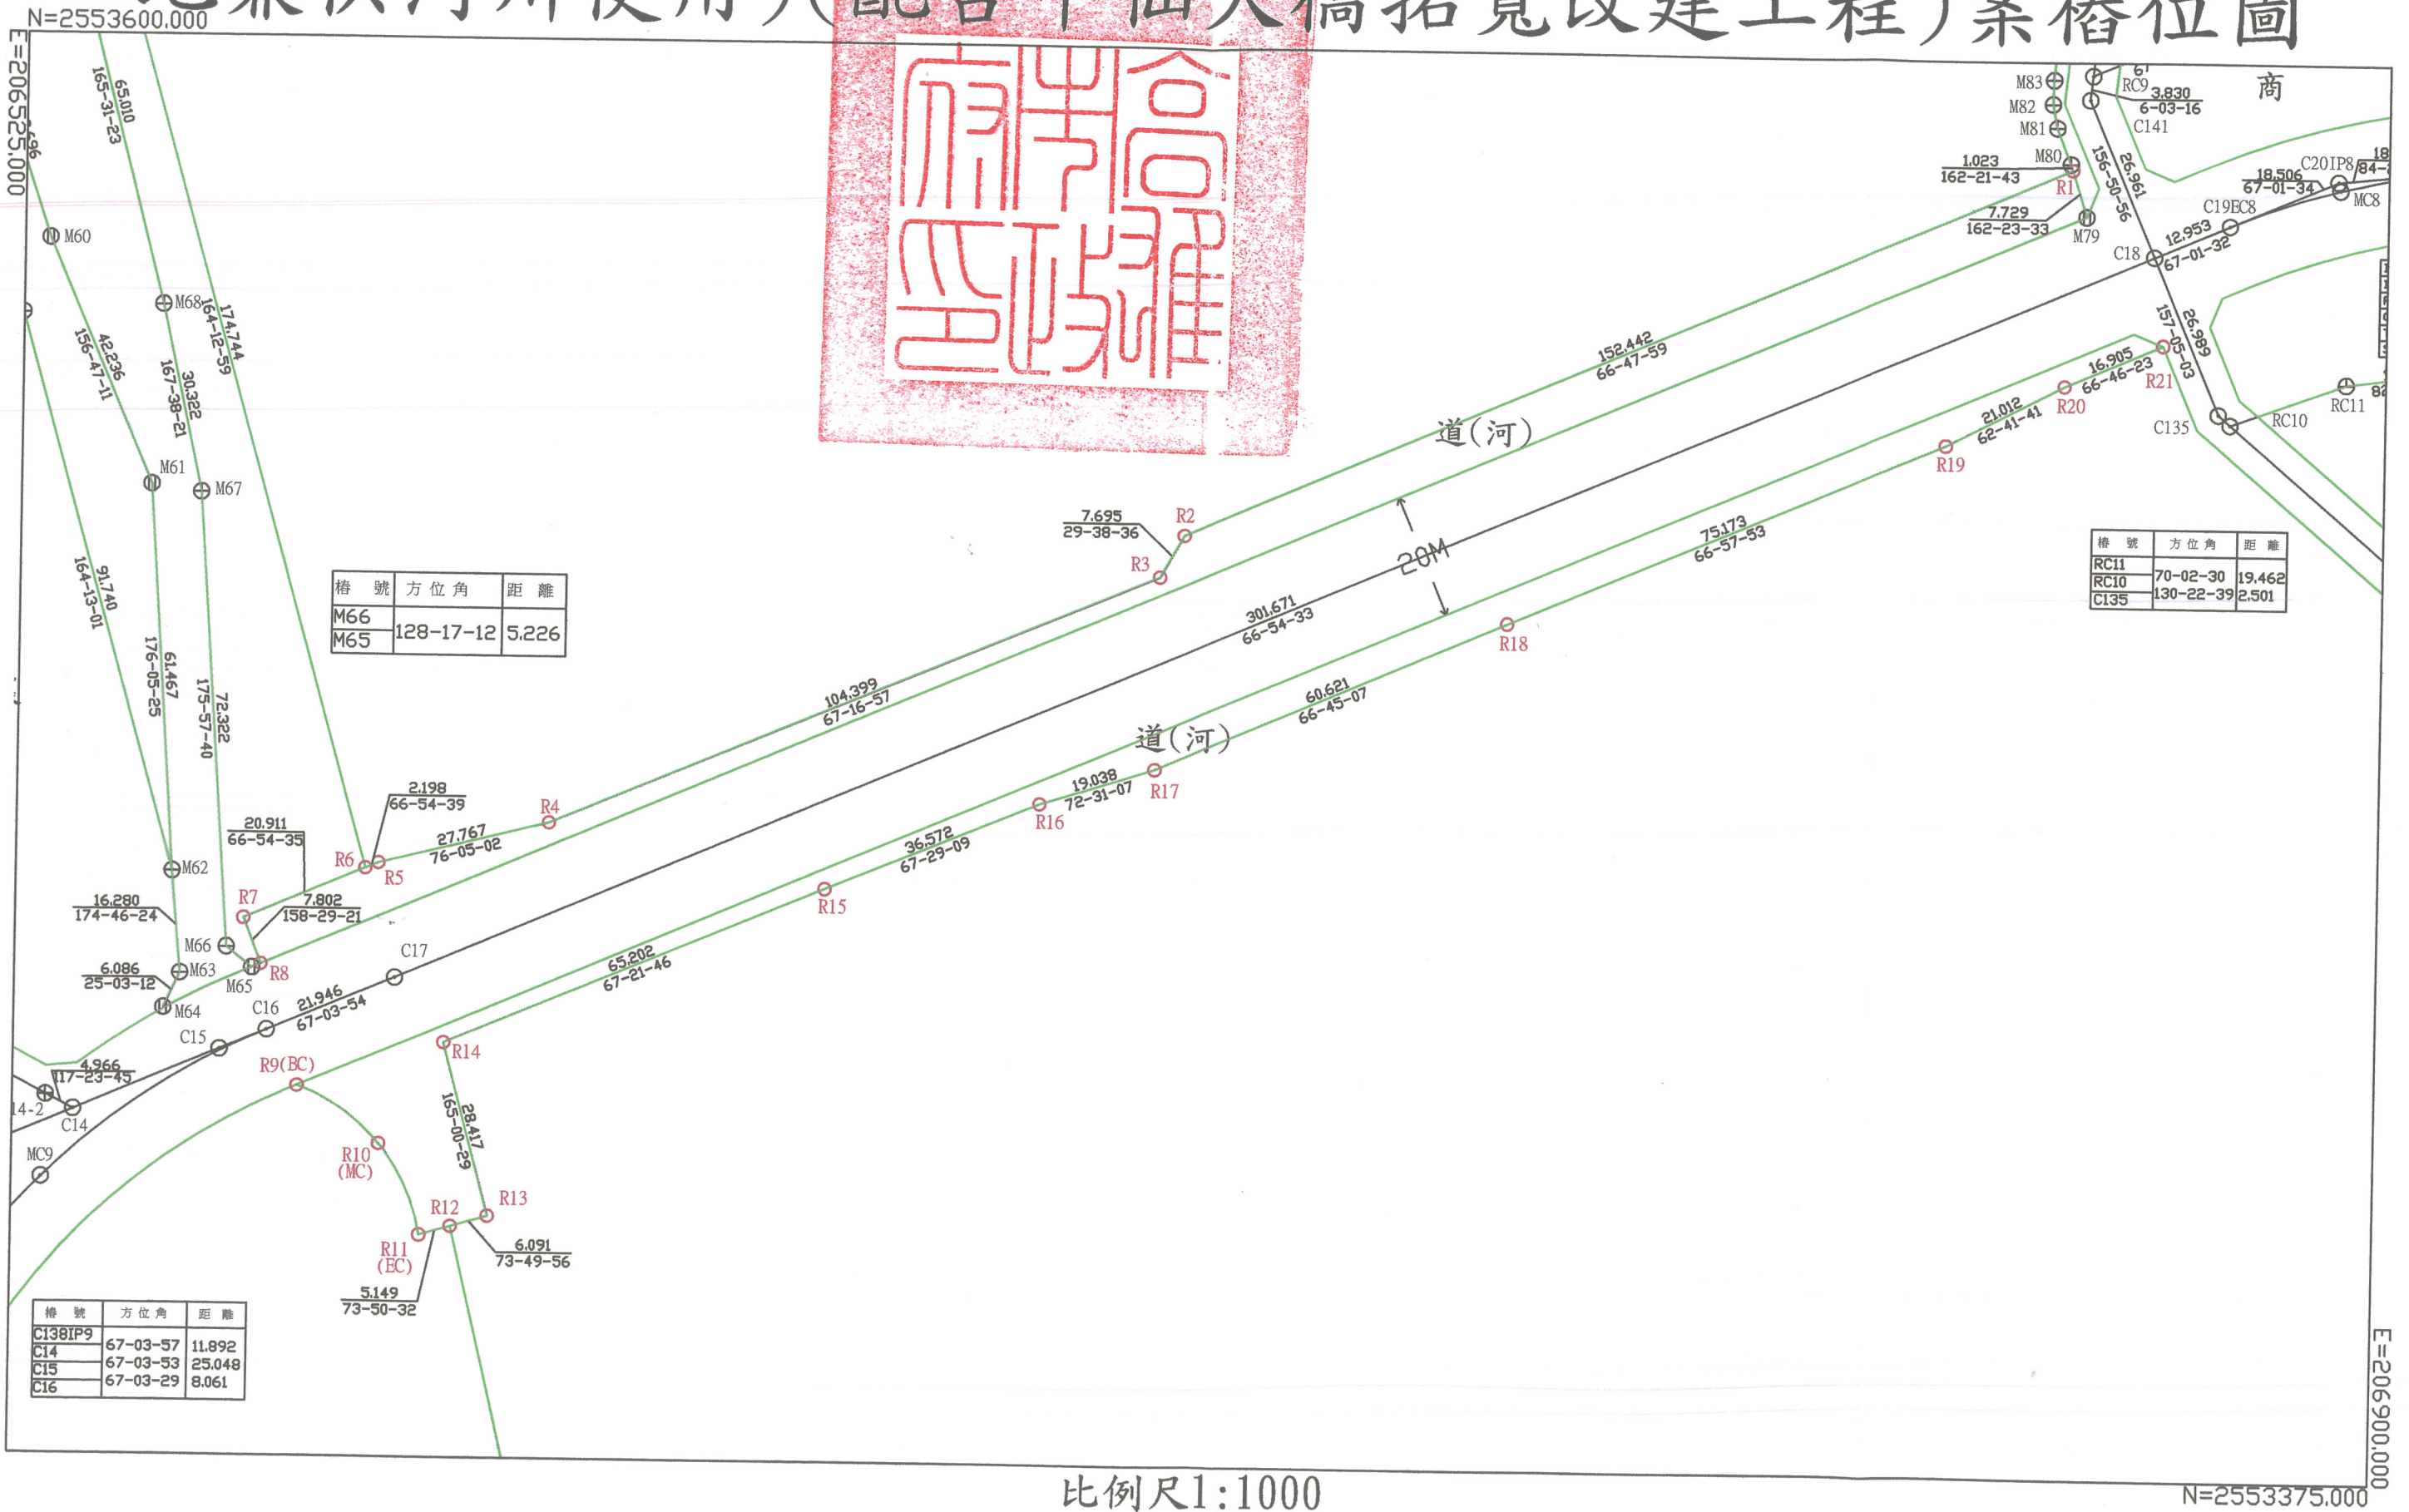 使用)(配合十仙大橋拓寬改建工程)案樁位圖
N=2553600.000
E=206525.000
高雄市政府印
商
65.010
165-31-23
M60
M68
174.744
164-12-59
42.236
156-47-11
30.322
167-38-21
M61
M67
91.740
164-13-01
61.467
176-05-25
72.322
175-57-40
樁 號 方位角 距 離
M66
M65
128-17-12 5.226
M83
M82
M81
M80
RC9
3.830
6-03-16
C141
1.023
162-21-43
R1
7.729
162-23-33
M79
26.961
156-50-56
C20IP8
18.506
67-01-34
MC8
C19EC8
12.953
67-01-32
C18
26.989
157-05-03
16.905
66-46-23
R21
R20
21.012
62-41-41
R19
C135
RC10
RC11
樁 號 方位角 距 離
RC11
RC10
C135
70-02-30 19.462
130-22-39 2.501
152.442
66-47-59
道(河)
7.695
29-38-36
R2
R3
20M
75.173
66-57-53
301.671
66-54-33
R18
104.399
67-16-57
60.621
66-45-07
道(河)
19.038
72-31-07
R17
R16
2.198
66-54-39
R4
27.767
76-05-02
20.911
66-54-35
R6
R5
36.572
67-29-09
R15
M62
R7
7.802
158-29-21
16.280
174-46-24
M66
M63
M65
R8
6.086
25-03-12
M64
C17
65.202
67-21-46
C16
21.946
67-03-54
C15
R9(BC)
R14
4.966
117-23-45
14-2
C14
MC9
28.417
165-00-29
R10
(MC)
R12
R13
R11
(EC)
6.091
73-49-56
5.149
73-50-32
樁 號 方位角 距 離
C138IP9
C14
C15
C16
67-03-57 11.892
67-03-53 25.048
67-03-29 8.061
E=206900.000
N=2553375.000
比例尺1:1000